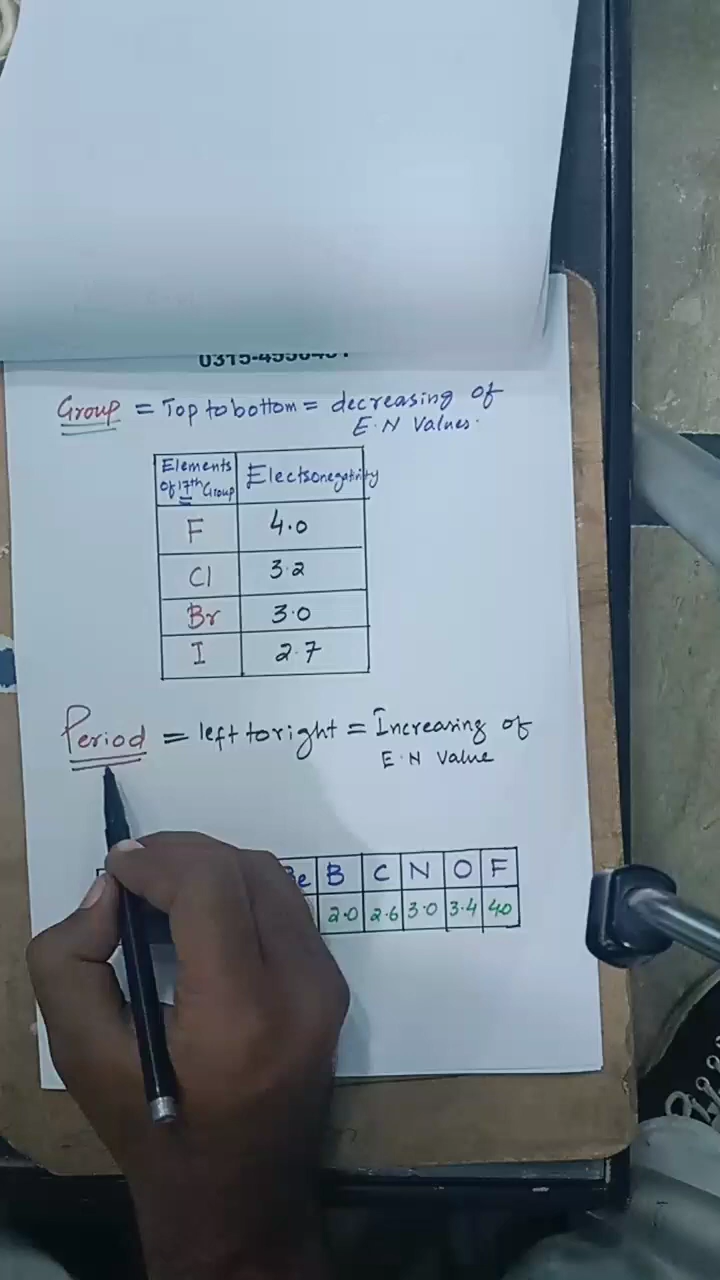 Group = Top to bottom = decreasing of
E.N Values.
Elements of 17th Group Electsonegativity
F 4.0
Cl 3.2
Br 3.0
I 2.7
Period = left to right = Increasing of
E.N Value
B C N O F
2.0 2.6 3.0 3.4 4.0